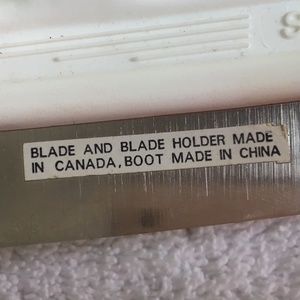 BLADE AND BLADE HOLDER MADE
IN CANADA, BOOT MADE IN CHINA